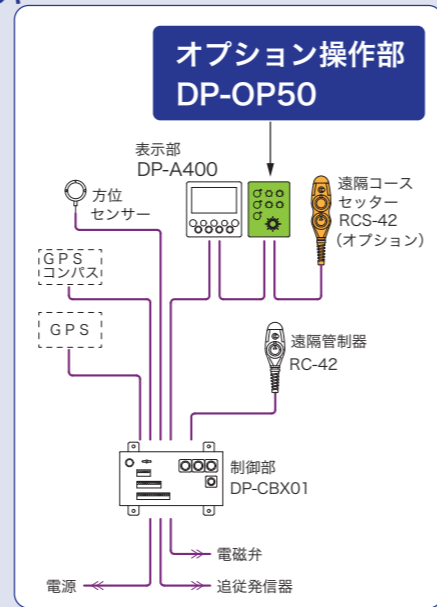 オプション操作部
DP-OP50
表示部
DP-A400
方位
センサー
遠隔コース
セッター
RCS-42
（オプション）
GPS
コンパス
GPS
遠隔管制器
RC-42
制御部
DP-CBX01
電磁弁
電源
追従発信器